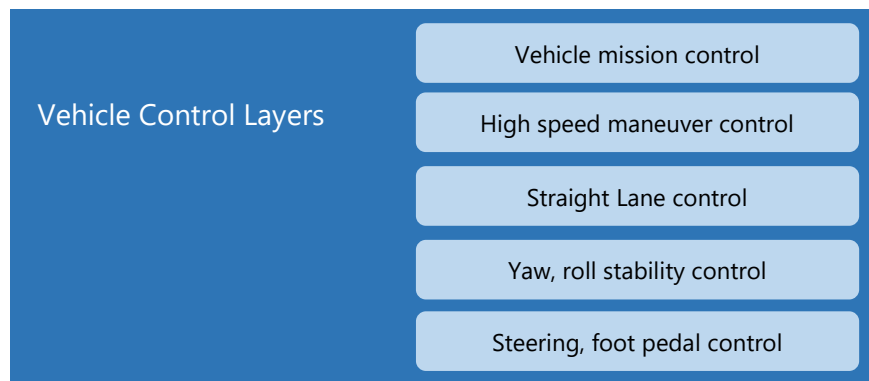 Vehicle Control Layers
Vehicle mission control
High speed maneuver control
Straight Lane control
Yaw, roll stability control
Steering, foot pedal control